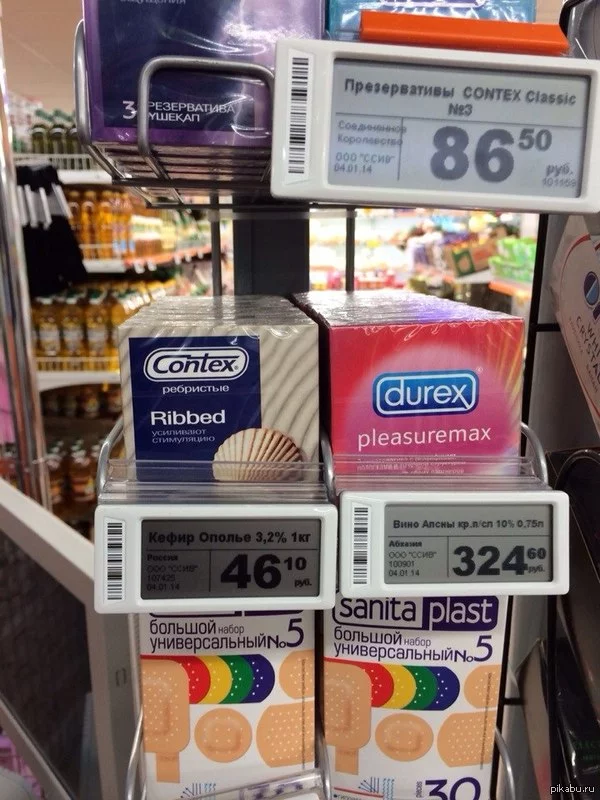 3 ПРЕЗЕРВАТИВА
МҮШЕҚАП
Презервативы CONTEX Classic
№3
Соединенное
Королевство
ООО "ССИВ"
04.01.14
86 50
руб.
101168
Contex®
ребристые
Ribbed
усиливают
стимуляцию
durex
pleasuremax
Кефир Ополье 3,2% 1кг
Россия
ООО "ССИВ"
107425
04.01.14
46 10
руб.
Вино Апсны кр.п/сл 10% 0,75л
Абхазия
ООО "ССИВ"
100901
04.01.14
324 60
руб.
большой набор
универсальный №5
sanita plast
большой набор
универсальный №5
30
pikabu.ru